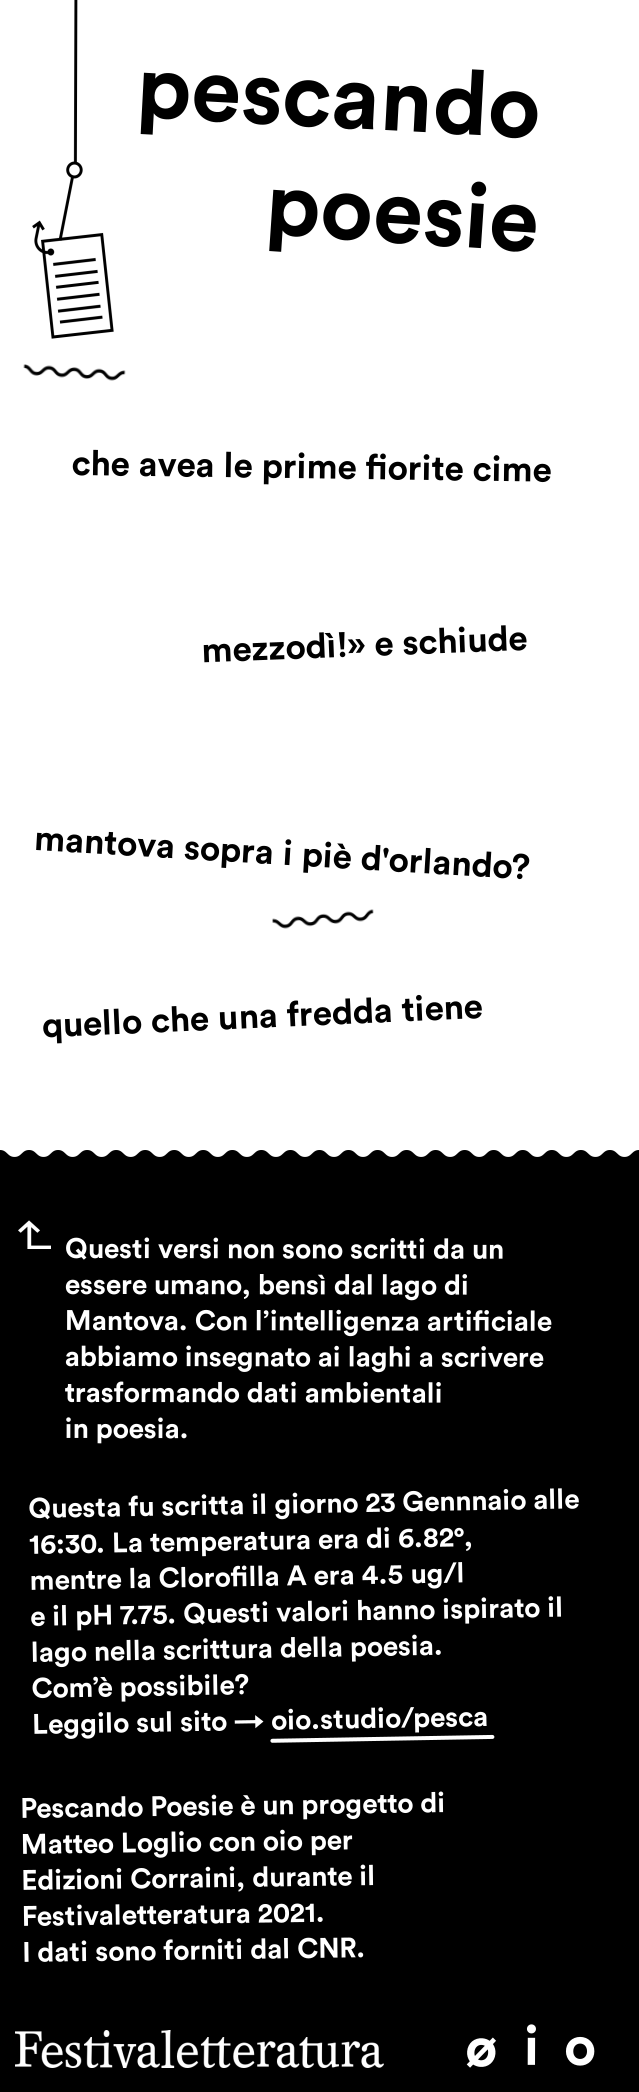 pescando
poesie
che avea le prime fiorite cime
mezzodì!» e schiude
mantova sopra i piè d'orlando?
quello che una fredda tiene
Questi versi non sono scritti da un
essere umano, bensì dal lago di
Mantova. Con l’intelligenza artificiale
abbiamo insegnato ai laghi a scrivere
trasformando dati ambientali
in poesia.
Questa fu scritta il giorno 23 Gennnaio alle
16:30. La temperatura era di 6.82°,
mentre la Clorofilla A era 4.5 ug/l
e il pH 7.75. Questi valori hanno ispirato il
lago nella scrittura della poesia.
Com’è possibile?
Leggilo sul sito → oio.studio/pesca
Pescando Poesie è un progetto di
Matteo Loglio con oio per
Edizioni Corraini, durante il
Festivaletteratura 2021.
I dati sono forniti dal CNR.
Festivaletteratura ø i o